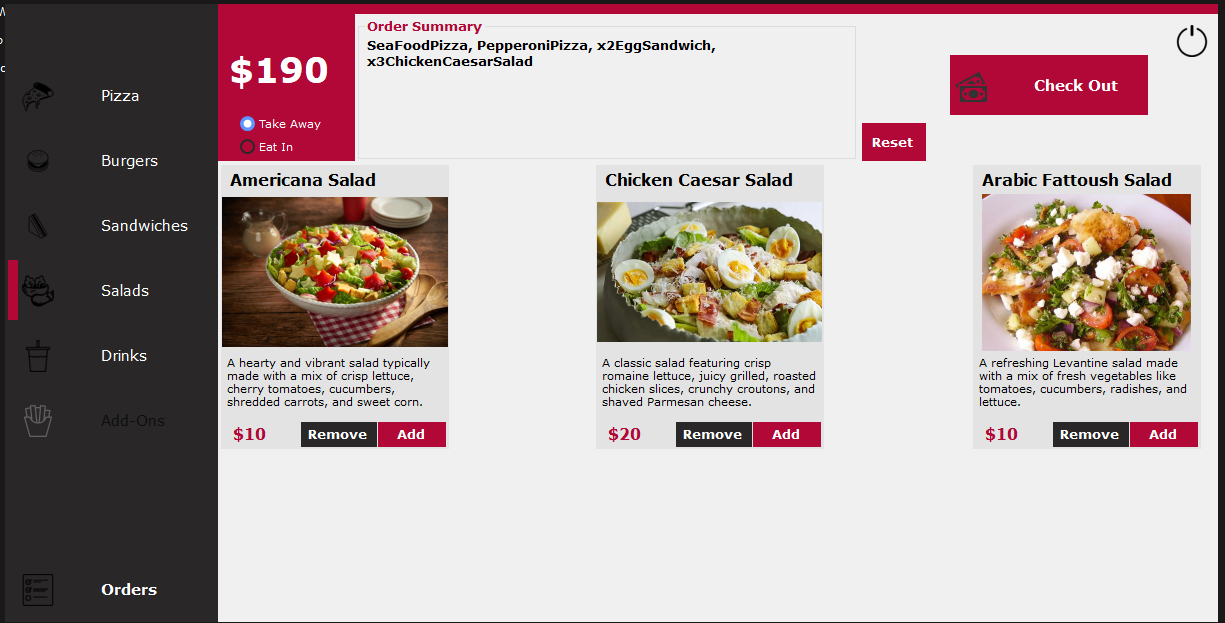 Pizza
Burgers
Sandwiches
Salads
Drinks
Add-Ons
Orders
$190
Take Away
Eat In
Order Summary
SeaFoodPizza, PepperoniPizza, x2EggSandwich,
x3ChickenCaesarSalad
Reset
Check Out
Americana Salad
A hearty and vibrant salad typically
made with a mix of crisp lettuce,
cherry tomatoes, cucumbers,
shredded carrots, and sweet corn.
$10
Remove
Add
Chicken Caesar Salad
A classic salad featuring crisp
romaine lettuce, juicy grilled, roasted
chicken slices, crunchy croutons, and
shaved Parmesan cheese.
$20
Remove
Add
Arabic Fattoush Salad
A refreshing Levantine salad made
with a mix of fresh vegetables like
tomatoes, cucumbers, radishes, and
lettuce.
$10
Remove
Add